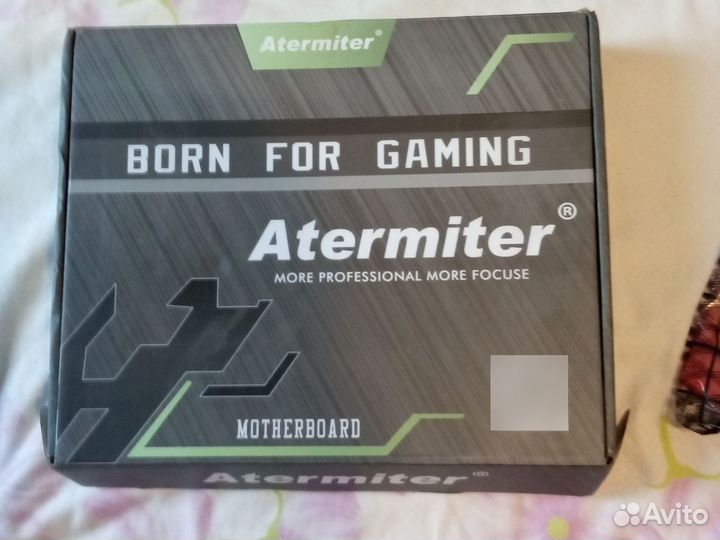 Atermiter®
BORN FOR GAMING
Atermiter®
MORE PROFESSIONAL MORE FOCUSE
MOTHERBOARD
Atermiter®
Avito